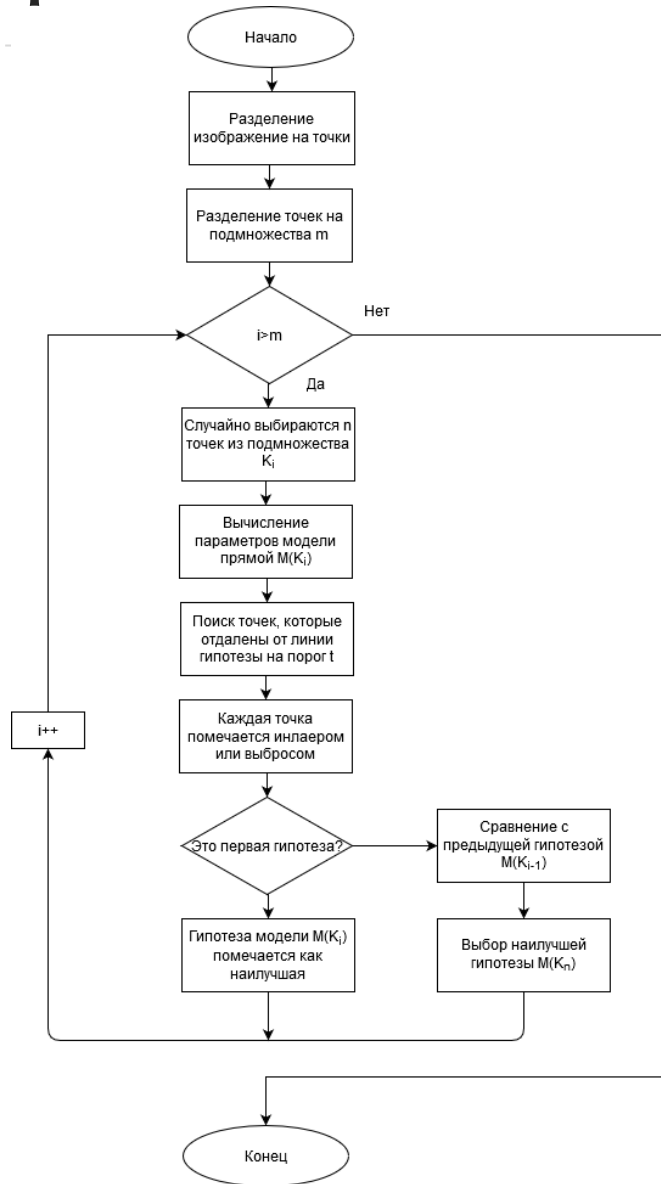 Начало
Разделение
изображение на точки
Разделение точек на
подмножества m
i>m
Нет
Да
Случайно выбираются n
точек из подмножества
Kᵢ
Вычисление
параметров модели
прямой M(Kᵢ)
Поиск точек, которые
отдалены от линии
гипотезы на порог t
Каждая точка
помечается инлаером
или выбросом
i++
Это первая гипотеза?
Сравнение с
предыдущей гипотезой
M(Kᵢ₋₁)
Гипотеза модели M(Kᵢ)
помечается как
наилучшая
Выбор наилучшей
гипотезы M(Kₙ)
Конец